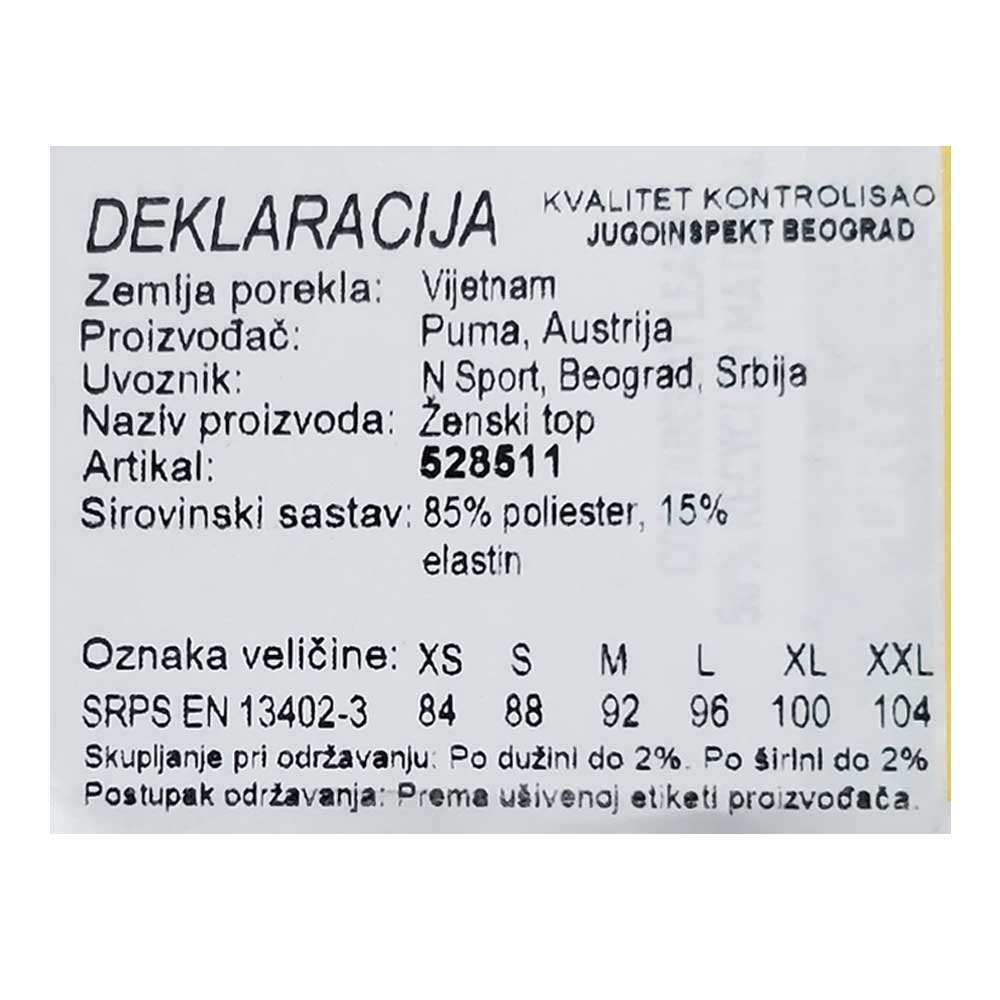 DEKLARACIJA
KVALITET KONTROLISAO
JUGOINSPEKT BEOGRAD
Zemlja porekla: Vijetnam
Proizvođač: Puma, Austrija
Uvoznik: N Sport, Beograd, Srbija
Naziv proizvoda: Ženski top
Artikal: 528511
Sirovinski sastav: 85% poliester, 15%
elastin
Oznaka veličine: XS S M L XL XXL
SRPS EN 13402-3 84 88 92 96 100 104
Skupljanje pri održavanju: Po dužini do 2%. Po širini do 2%
Postupak održavanja: Prema ušivenoj etiketi proizvođača.